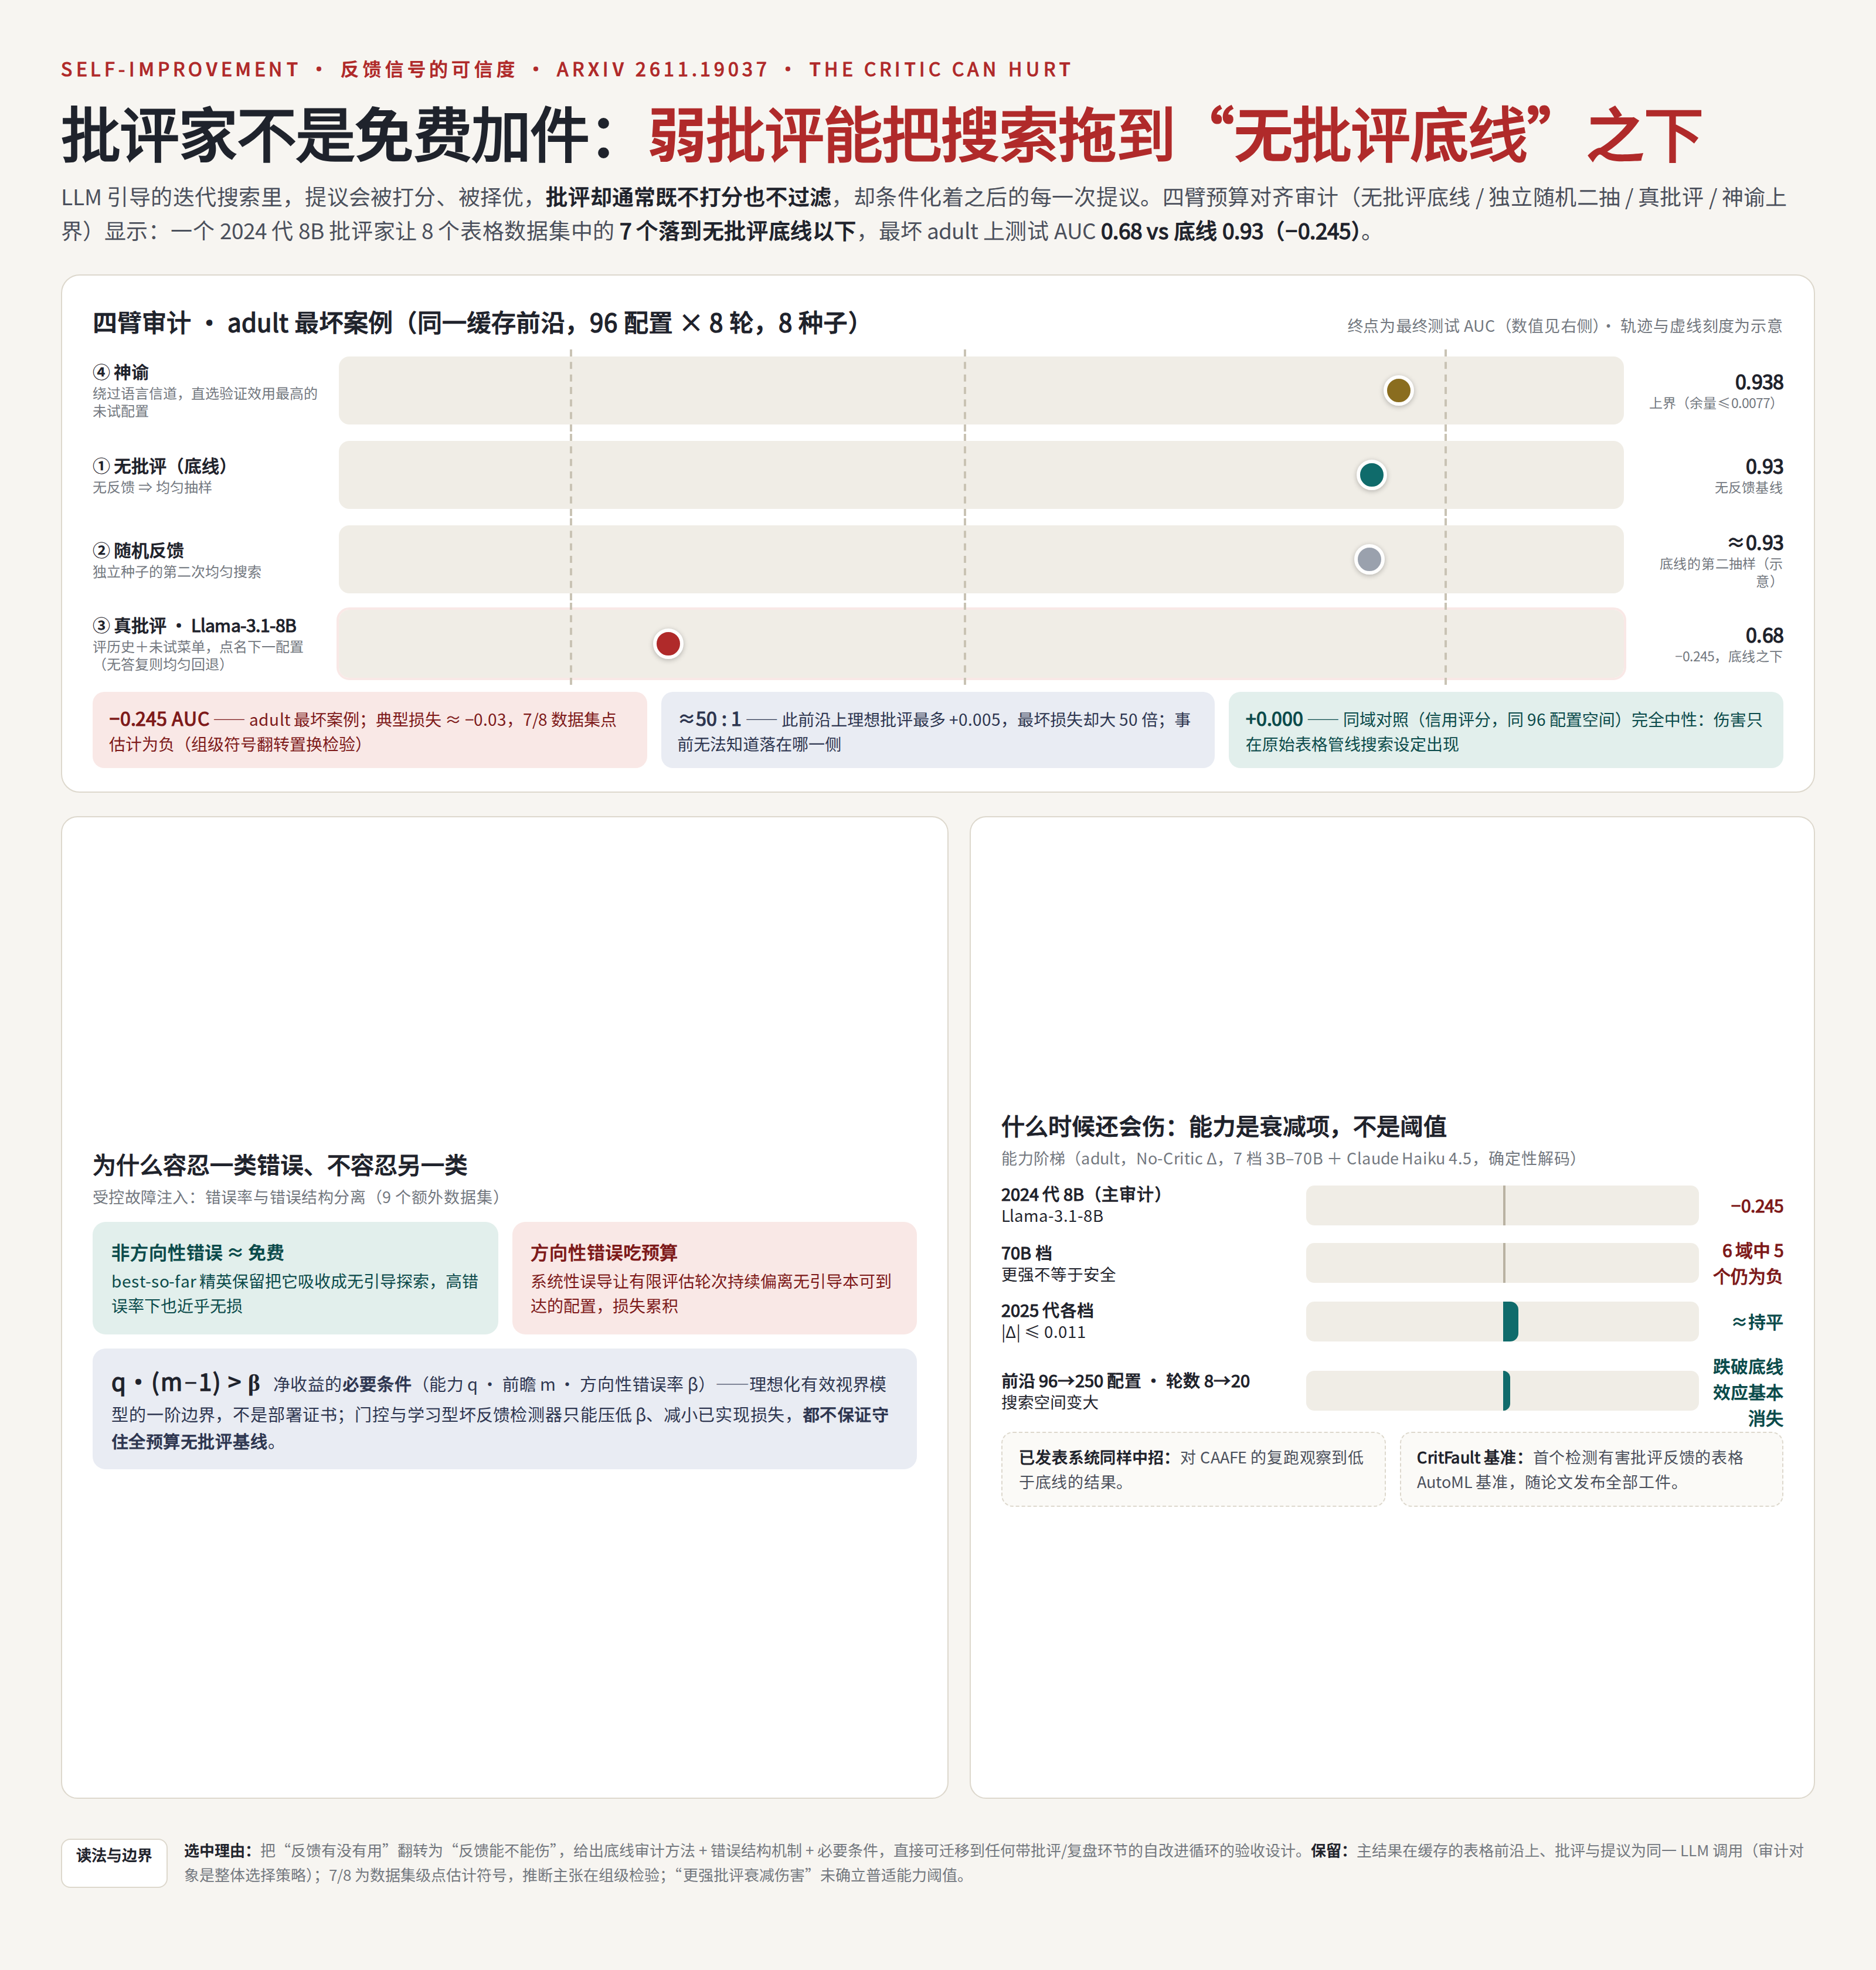 SELF-IMPROVEMENT · 反馈信号的可信度 · ARXIV 2611.19037 · THE CRITIC CAN HURT
批评家不是免费加件：弱批评能把搜索拖到“无批评底线”之下
LLM 引导的迭代搜索里，提议会被打分、被择优，批评却通常既不打分也不过滤，却条件化着之后的每一次提议。四臂预算对齐审计（无批评底线 / 独立随机二抽 / 真批评 / 神谕上
界）显示：一个 2024 代 8B 批评家让 8 个表格数据集中的 7 个落到无批评底线以下，最坏 adult 上测试 AUC 0.68 vs 底线 0.93（−0.245）。
四臂审计 · adult 最坏案例（同一缓存前沿，96 配置 × 8 轮，8 种子）
终点为最终测试 AUC（数值见右侧）· 轨迹与虚线刻度为示意
④ 神谕
绕过语言信道，直选验证效用最高的
未试配置
0.938
上界（余量≤0.0077）
① 无批评（底线）
无反馈 ⇒ 均匀抽样
0.93
无反馈基线
② 随机反馈
独立种子的第二次均匀搜索
≈0.93
底线的第二抽样（示
意）
③ 真批评 · Llama-3.1-8B
评历史＋未试菜单，点名下一配置
（无答复则均匀回退）
0.68
−0.245，底线之下
−0.245 AUC —— adult 最坏案例；典型损失 ≈ −0.03，7/8 数据集点
估计为负（组级符号翻转置换检验）
≈50 : 1 —— 此前沿上理想批评最多 +0.005，最坏损失却大 50 倍；事
前无法知道落在哪一侧
+0.000 —— 同域对照（信用评分，同 96 配置空间）完全中性：伤害只
在原始表格管线搜索设定出现
为什么容忍一类错误、不容忍另一类
受控故障注入：错误率与错误结构分离（9 个额外数据集）
非方向性错误 ≈ 免费
best-so-far 精英保留把它吸收成无引导探索，高错
误率下也近乎无损
方向性错误吃预算
系统性误导让有限评估轮次持续偏离无引导本可到
达的配置，损失累积
q · (m−1) > β 净收益的必要条件（能力 q · 前瞻 m · 方向性错误率 β）——理想化有效视界模
型的一阶边界，不是部署证书；门控与学习型坏反馈检测器只能压低 β、减小已实现损失，都不保证守
住全预算无批评基线。
什么时候还会伤：能力是衰减项，不是阈值
能力阶梯（adult，No-Critic Δ，7 档 3B–70B ＋ Claude Haiku 4.5，确定性解码）
2024 代 8B（主审计）
Llama-3.1-8B
−0.245
70B 档
更强不等于安全
6 域中 5
个仍为负
2025 代各档
|Δ| ≤ 0.011
≈持平
前沿 96→250 配置 · 轮数 8→20
搜索空间变大
跌破底线
效应基本
消失
已发表系统同样中招：对 CAAFE 的复跑观察到低
于底线的结果。
CritFault 基准：首个检测有害批评反馈的表格
AutoML 基准，随论文发布全部工件。
读法与边界
选中理由：把“反馈有没有用”翻转为“反馈能不能伤”，给出底线审计方法 + 错误结构机制 + 必要条件，直接可迁移到任何带批评/复盘环节的自改进循环的验收设计。保留：主结果在缓存的表格前沿上、批评与提议为同一 LLM 调用（审计对
象是整体选择策略）；7/8 为数据集级点估计符号，推断主张在组级检验；“更强批评衰减伤害”未确立普适能力阈值。